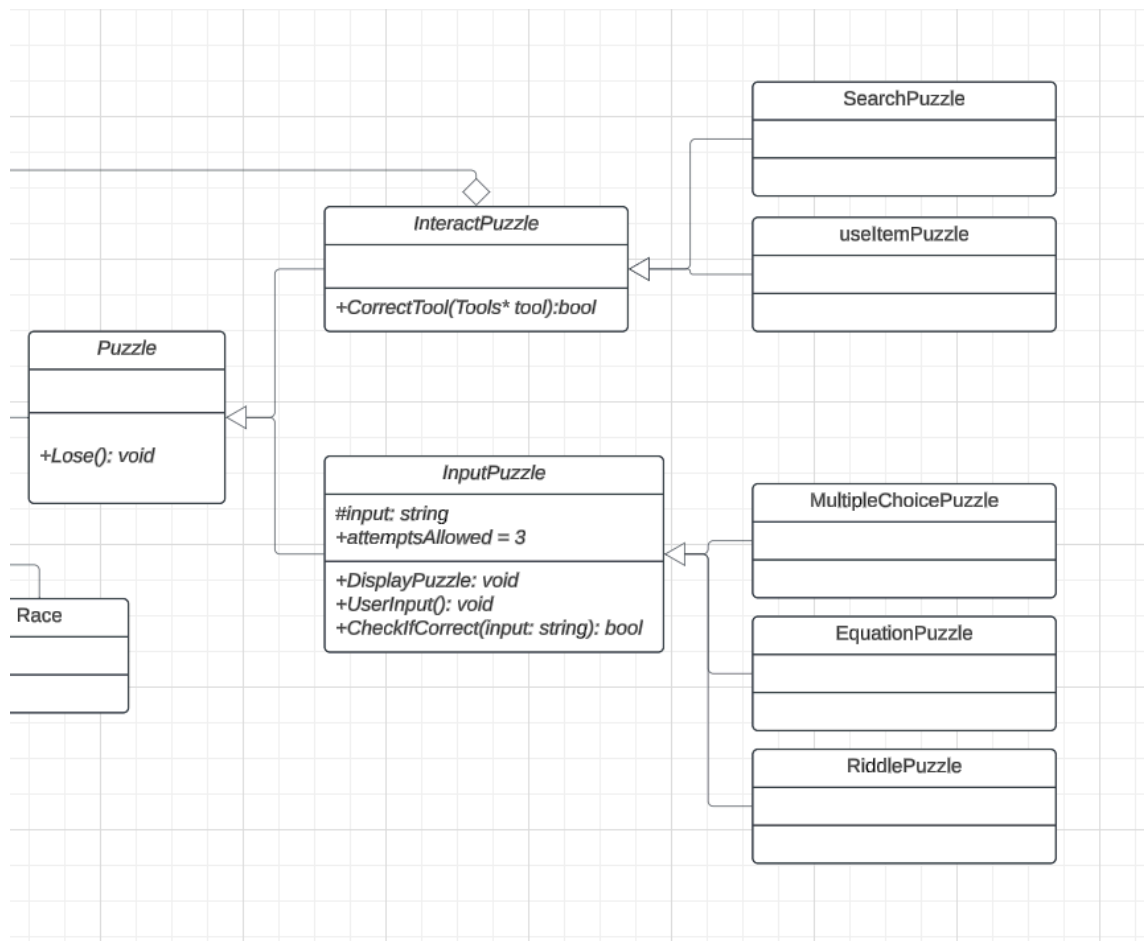 SearchPuzzle
useItemPuzzle
InteractPuzzle
+CorrectTool(Tools* tool):bool
Puzzle
+Lose(): void
InputPuzzle
#input: string
+attemptsAllowed = 3
+DisplayPuzzle: void
+UserInput(): void
+CheckIfCorrect(input: string): bool
MultipleChoicePuzzle
EquationPuzzle
RiddlePuzzle
Race